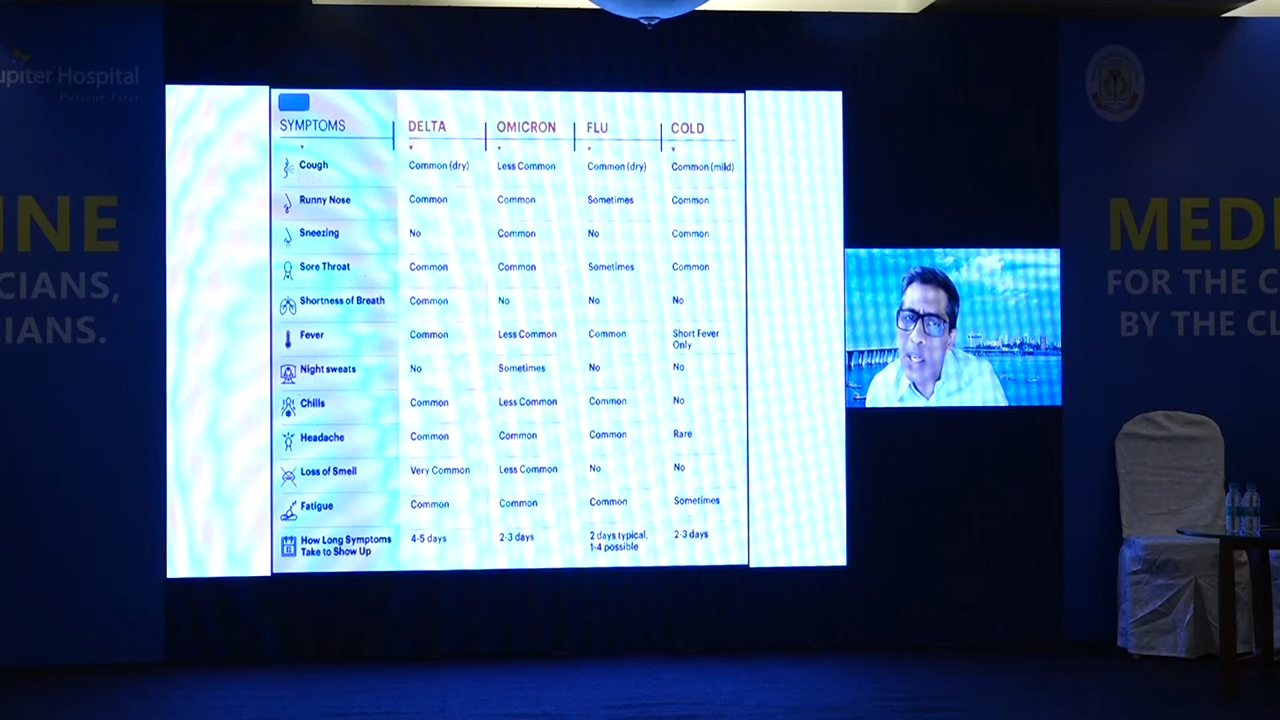 Jupiter Hospital
Patient First
INE
CIANS,
IANS.
SYMPTOMS DELTA OMICRON FLU COLD
Cough Common (dry) Less Common Common (dry) Common (mild)
Runny Nose Common Common Sometimes Common
Sneezing No Common No Common
Sore Throat Common Common Sometimes Common
Shortness of Breath Common No No No
Fever Common Less Common Common Short Fever Only
Night sweats No Sometimes No No
Chills Common Less Common Common No
Headache Common Common Common Rare
Loss of Smell Very Common Less Common No No
Fatigue Common Common Common Sometimes
How Long Symptoms Take to Show Up 4-5 days 2-3 days 2 days typical, 1-4 possible 2-3 days
MEDI
FOR THE C
BY THE CL